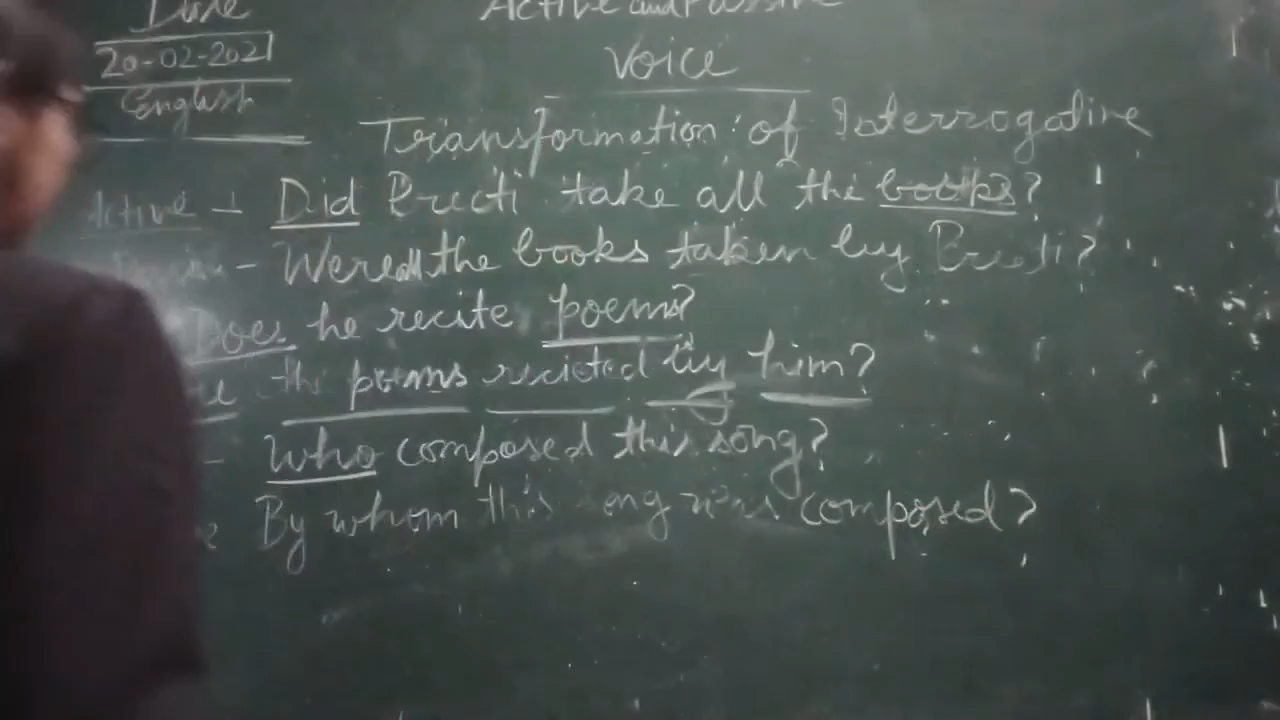 Date
Active and Passive
20-02-2021
Voice
English
Transformation of Interrogative
Active - Did Preeti take all the books?
- Were all the books taken by Preeti?
Does he recite poems?
the poems recieted by him?
- Who composed this song?
By whom this song was composed?